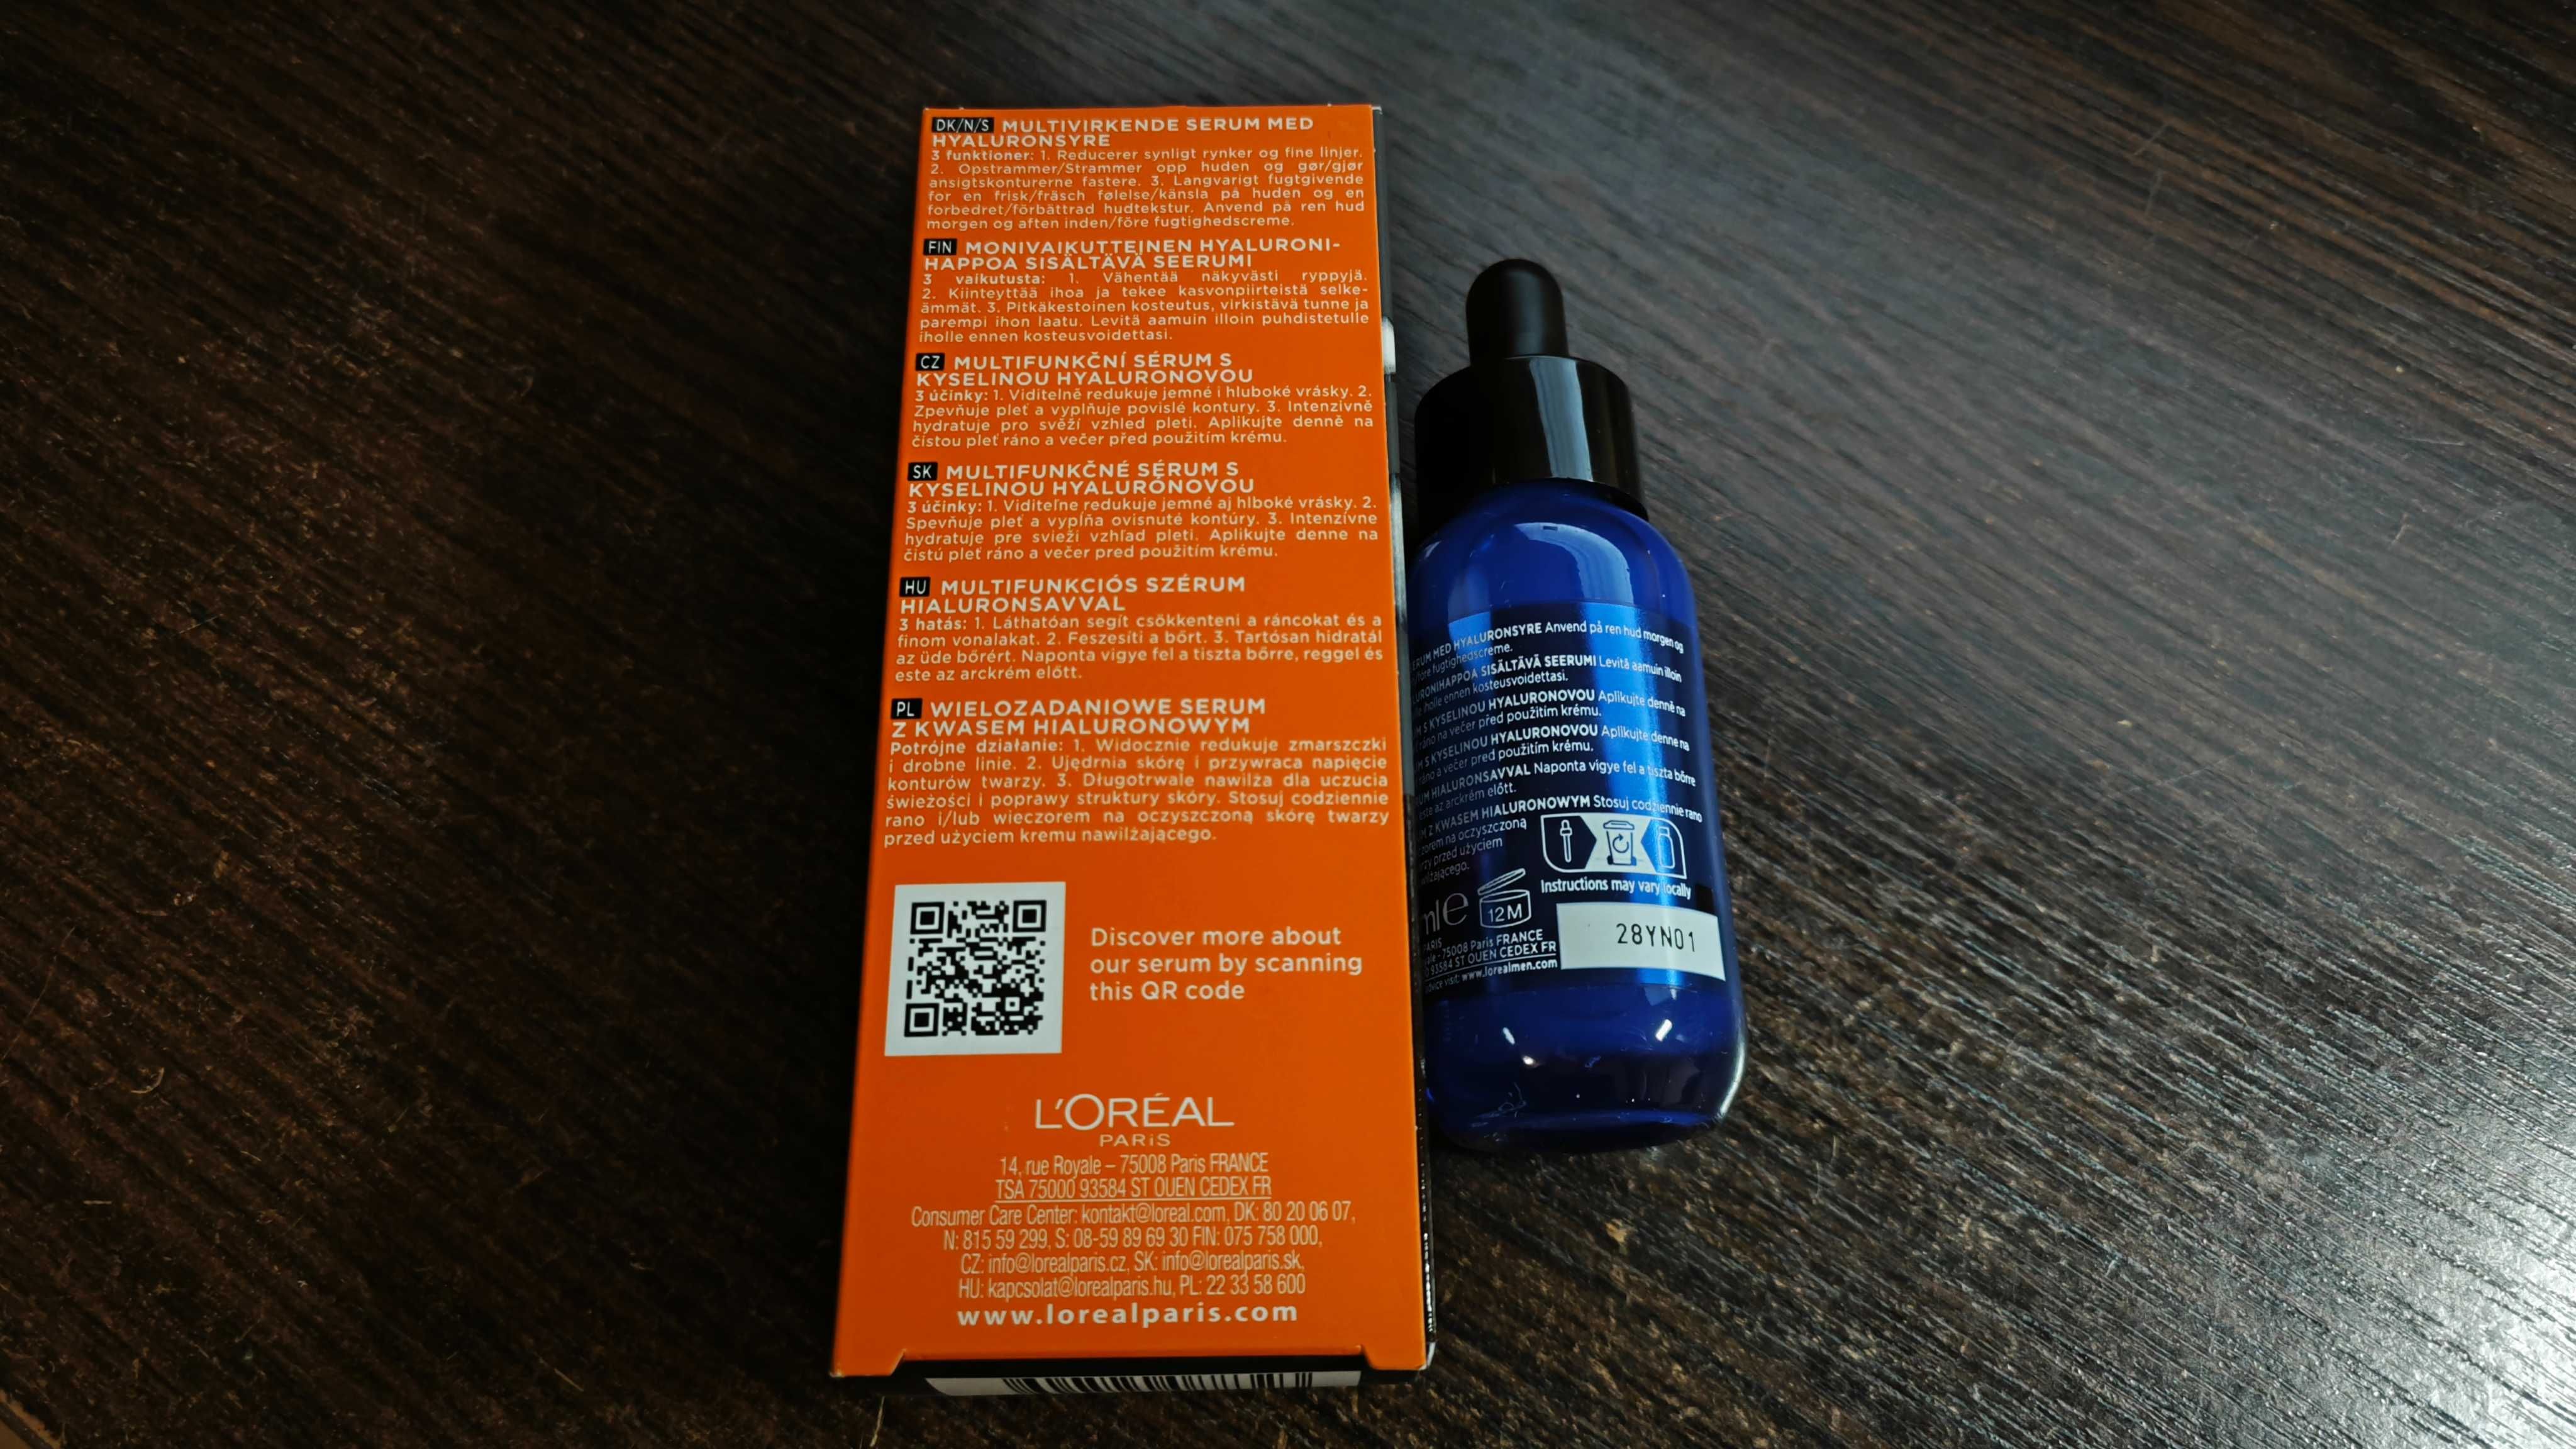 DK/N/S MULTIVIRKENDE SERUM MED
HYALURONSYRE
3 funktioner: 1. Reducerer synligt rynker og fine linjer.
2. Opstrammer/Strammer opp huden og gør/gjør
ansigtskonturerne fastere. 3. Langvarigt fugtgivende
for en frisk/fräsch følelse/känsla på huden og en
forbedret/förbättrad hudtekstur. Anvend på ren hud
morgen og aften inden/före fugtighedscreme.
FIN MONIVAIKUTTEINEN HYALURONI-
HAPPOA SISÄLTÄVÄ SEERUMI
3 vaikutusta: 1. Vähentää näkyvästi ryppyjä.
2. Kiinteyttää ihoa ja tekee kasvonpiirteistä selke-
ämmät. 3. Pitkäkestoinen kosteutus, virkistävä tunne ja
parempi ihon laatu. Levitä aamuin illoin puhdistetulle
iholle ennen kosteusvoidettasi.
CZ MULTIFUNKČNÍ SÉRUM S
KYSELINOU HYALURONOVOU
3 účinky: 1. Viditelně redukuje jemné i hluboké vrásky. 2.
Zpevňuje pleť a vyplňuje povislé kontury. 3. Intenzivně
hydratuje pro svěží vzhled pleti. Aplikujte denně na
čistou pleť ráno a večer před použitím krému.
SK MULTIFUNKČNÉ SÉRUM S
KYSELINOU HYALURÓNOVOU
3 účinky: 1. Viditeľne redukuje jemné aj hlboké vrásky. 2.
Spevňuje pleť a vypĺňa ovisnuté kontúry. 3. Intenzívne
hydratuje pre svieži vzhľad pleti. Aplikujte denne na
čistú pleť ráno a večer pred použitím krému.
HU MULTIFUNKCIÓS SZÉRUM
HIALURONSAVVAL
3 hatás: 1. Láthatóan segít csökkenteni a ráncokat és a
finom vonalakat. 2. Feszesíti a bőrt. 3. Tartósan hidratál
az üde bőrért. Naponta vigye fel a tiszta bőrre, reggel és
este az arckrém előtt.
PL WIELOZADANIOWE SERUM
Z KWASEM HIALURONOWYM
Potrójne działanie: 1. Widocznie redukuje zmarszczki
i drobne linie. 2. Ujędrnia skórę i przywraca napięcie
konturów twarzy. 3. Długotrwale nawilża dla uczucia
świeżości i poprawy struktury skóry. Stosuj codziennie
rano i/lub wieczorem na oczyszczoną skórę twarzy
przed użyciem kremu nawilżającego.
Discover more about
our serum by scanning
this QR code
L'ORÉAL
PARIS
14, rue Royale – 75008 Paris FRANCE
TSA 75000 93584 ST OUEN CEDEX FR
Consumer Care Center: kontakt@loreal.com, DK: 80 20 06 07,
N: 815 59 299, S: 08-59 89 69 30 FIN: 075 758 000,
CZ: info@lorealparis.cz, SK: info@lorealparis.sk,
HU: kapcsolat@lorealparis.hu, PL: 22 33 58 600
www.lorealparis.com
MED HYALURONSYRE Anvend på ren hud morgen og
fugtighedscreme.
SISÄLTÄVÄ SEERUMI Levitä aamuin illoin
iholle ennen kosteusvoidettasi.
S KYSELINOU HYALURONOVOU Aplikujte denně na
ráno a večer před použitím krému.
S KYSELINOU HYALURONOVOU Aplikujte denne na
ráno a večer pred použitím krému.
HIALURONSAVVAL Naponta vigye fel a tiszta bőrre
este az arckrém előtt.
Z KWASEM HIALURONOWYM Stosuj codziennie rano
na oczyszczoną
przed użyciem
ml e 12M
Instructions may vary locally
28YN01
PARIS
75008 Paris FRANCE
93584 ST OUEN CEDEX FR
visit: www.lorealmen.com